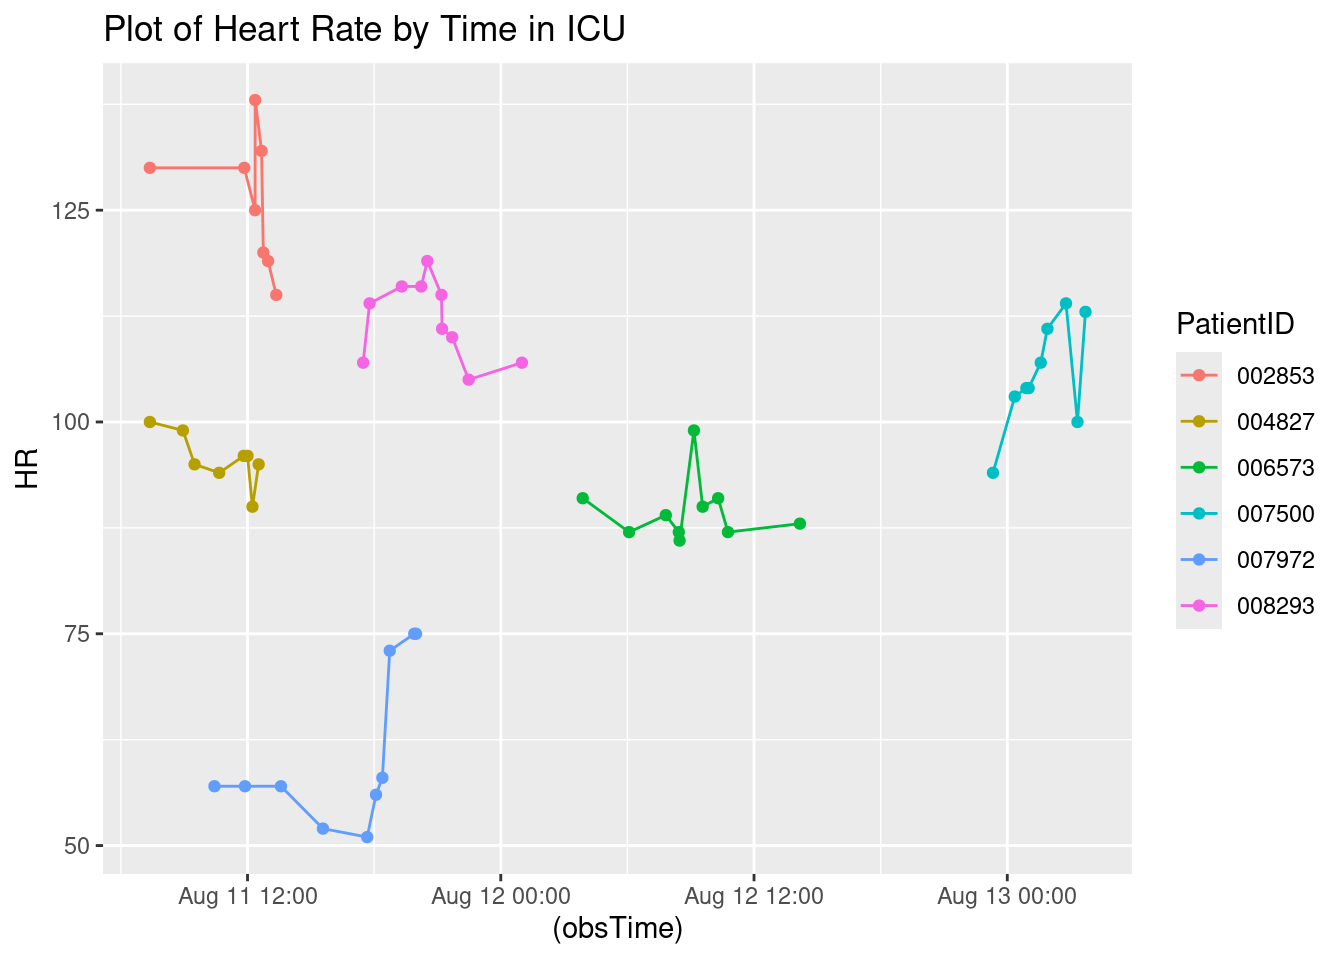 Plot of Heart Rate by Time in ICU
HR
125
100
75
50
Aug 11 12:00
Aug 12 00:00
Aug 12 12:00
Aug 13 00:00
(obsTime)
PatientID
002853
004827
006573
007500
007972
008293